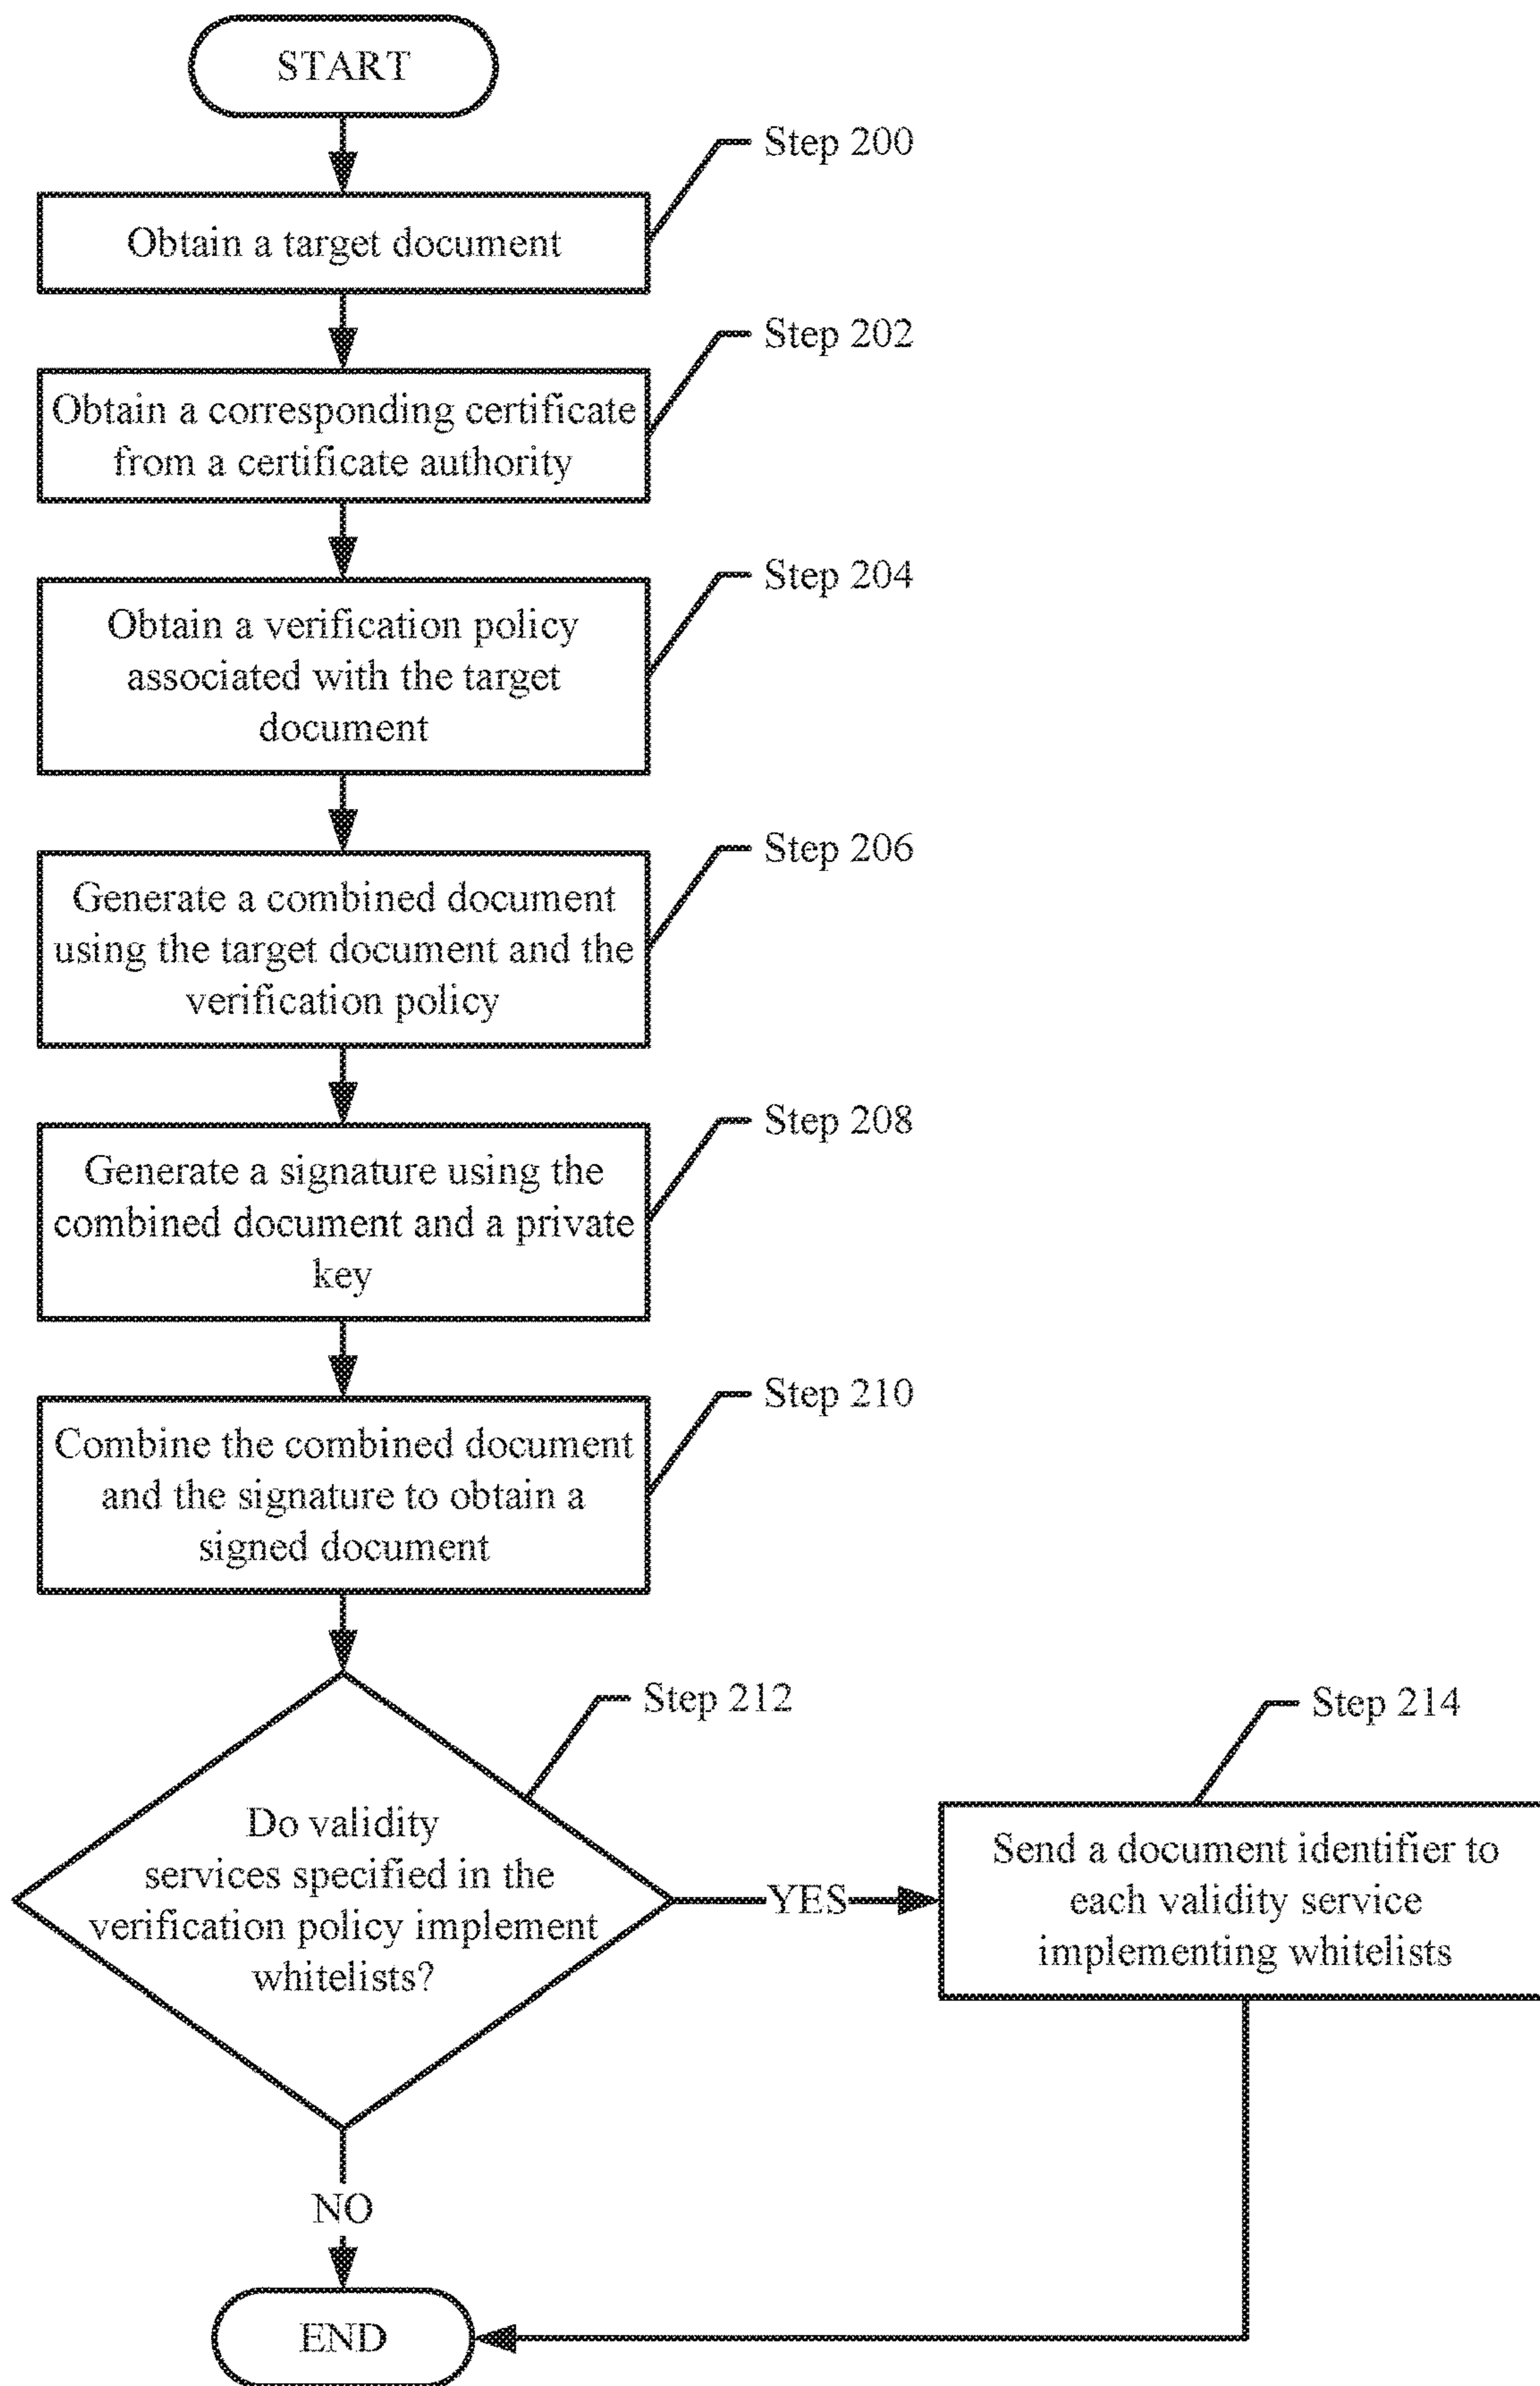 START
Step 200
Obtain a target document
Step 202
Obtain a corresponding certificate
from a certificate authority
Step 204
Obtain a verification policy
associated with the target
document
Step 206
Generate a combined document
using the target document and the
verification policy
Step 208
Generate a signature using the
combined document and a private
key
Step 210
Combine the combined document
and the signature to obtain a
signed document
Step 212
Do validity
services specified in the
verification policy implement
whitelists?
YES
Step 214
Send a document identifier to
each validity service
implementing whitelists
NO
END